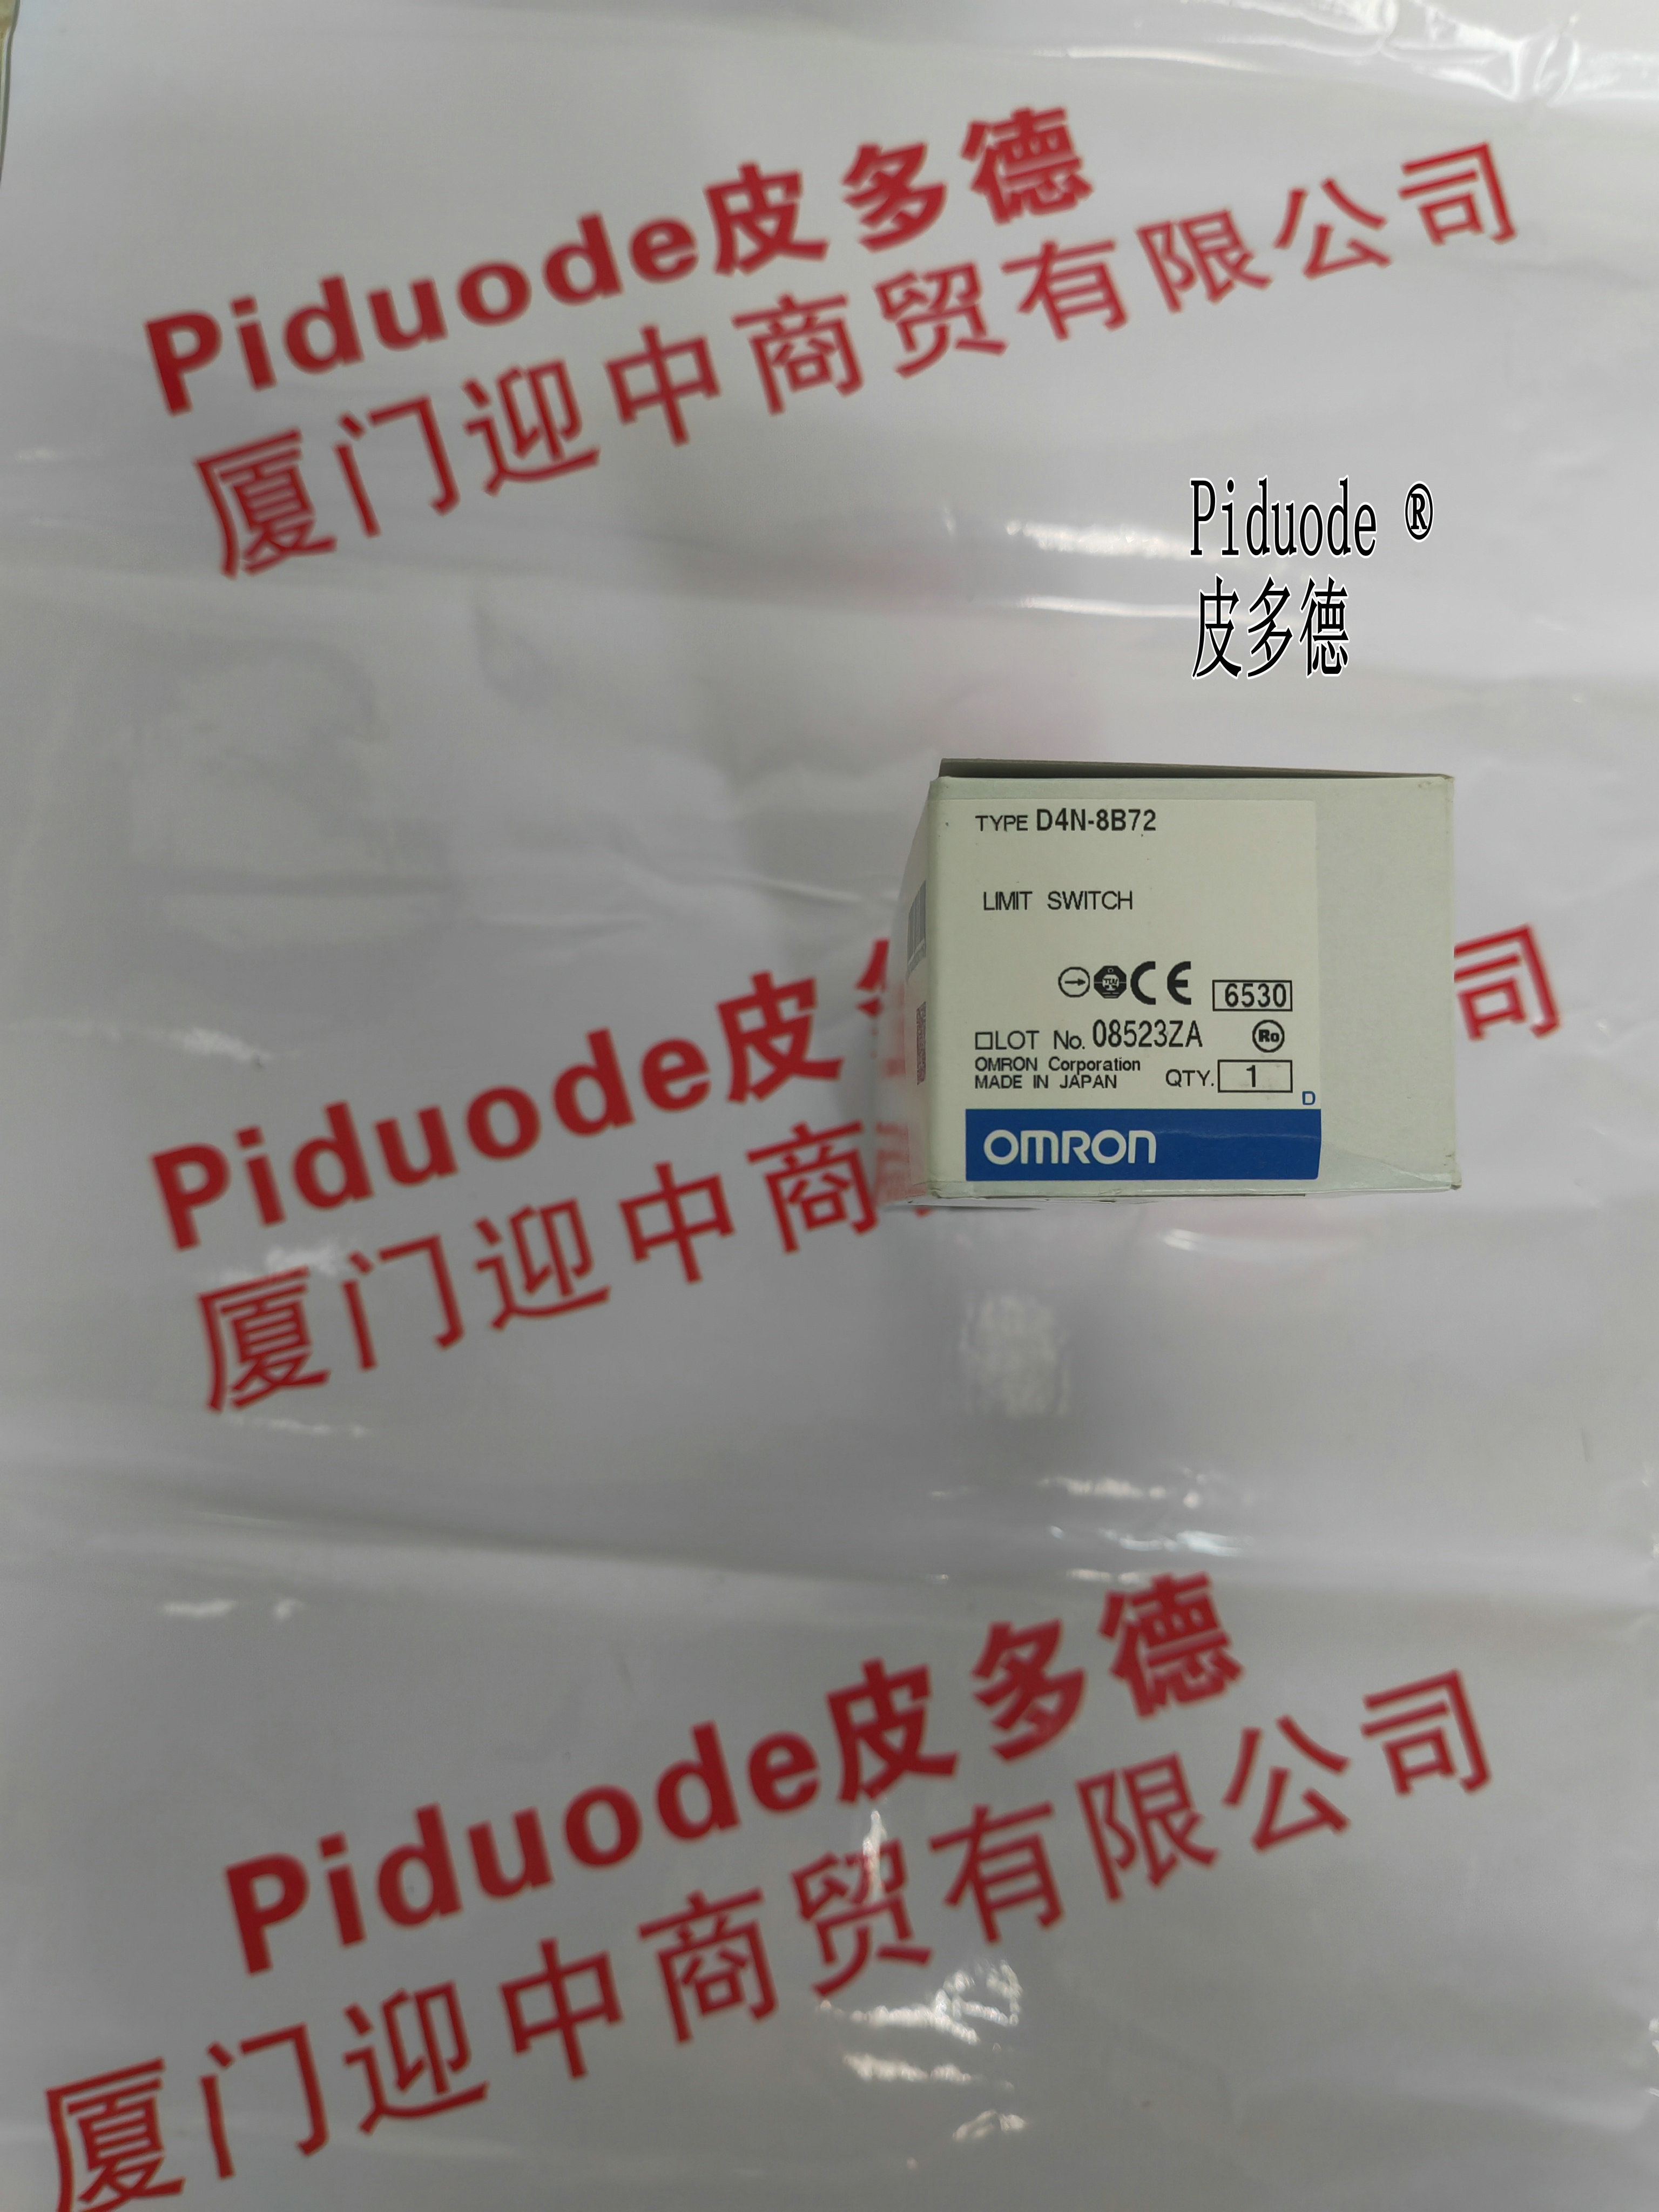 Piduode皮多德
厦门迎中商贸有限公司
Piduode ®
皮多德
TYPE D4N-8B72
LIMIT SWITCH
CE 6530
LOT No. 08523ZA
OMRON Corporation
MADE IN JAPAN QTY. 1
D
OMRON
Piduode皮
厦门迎中商
司
Piduode皮多德
厦门迎中商贸有限公司